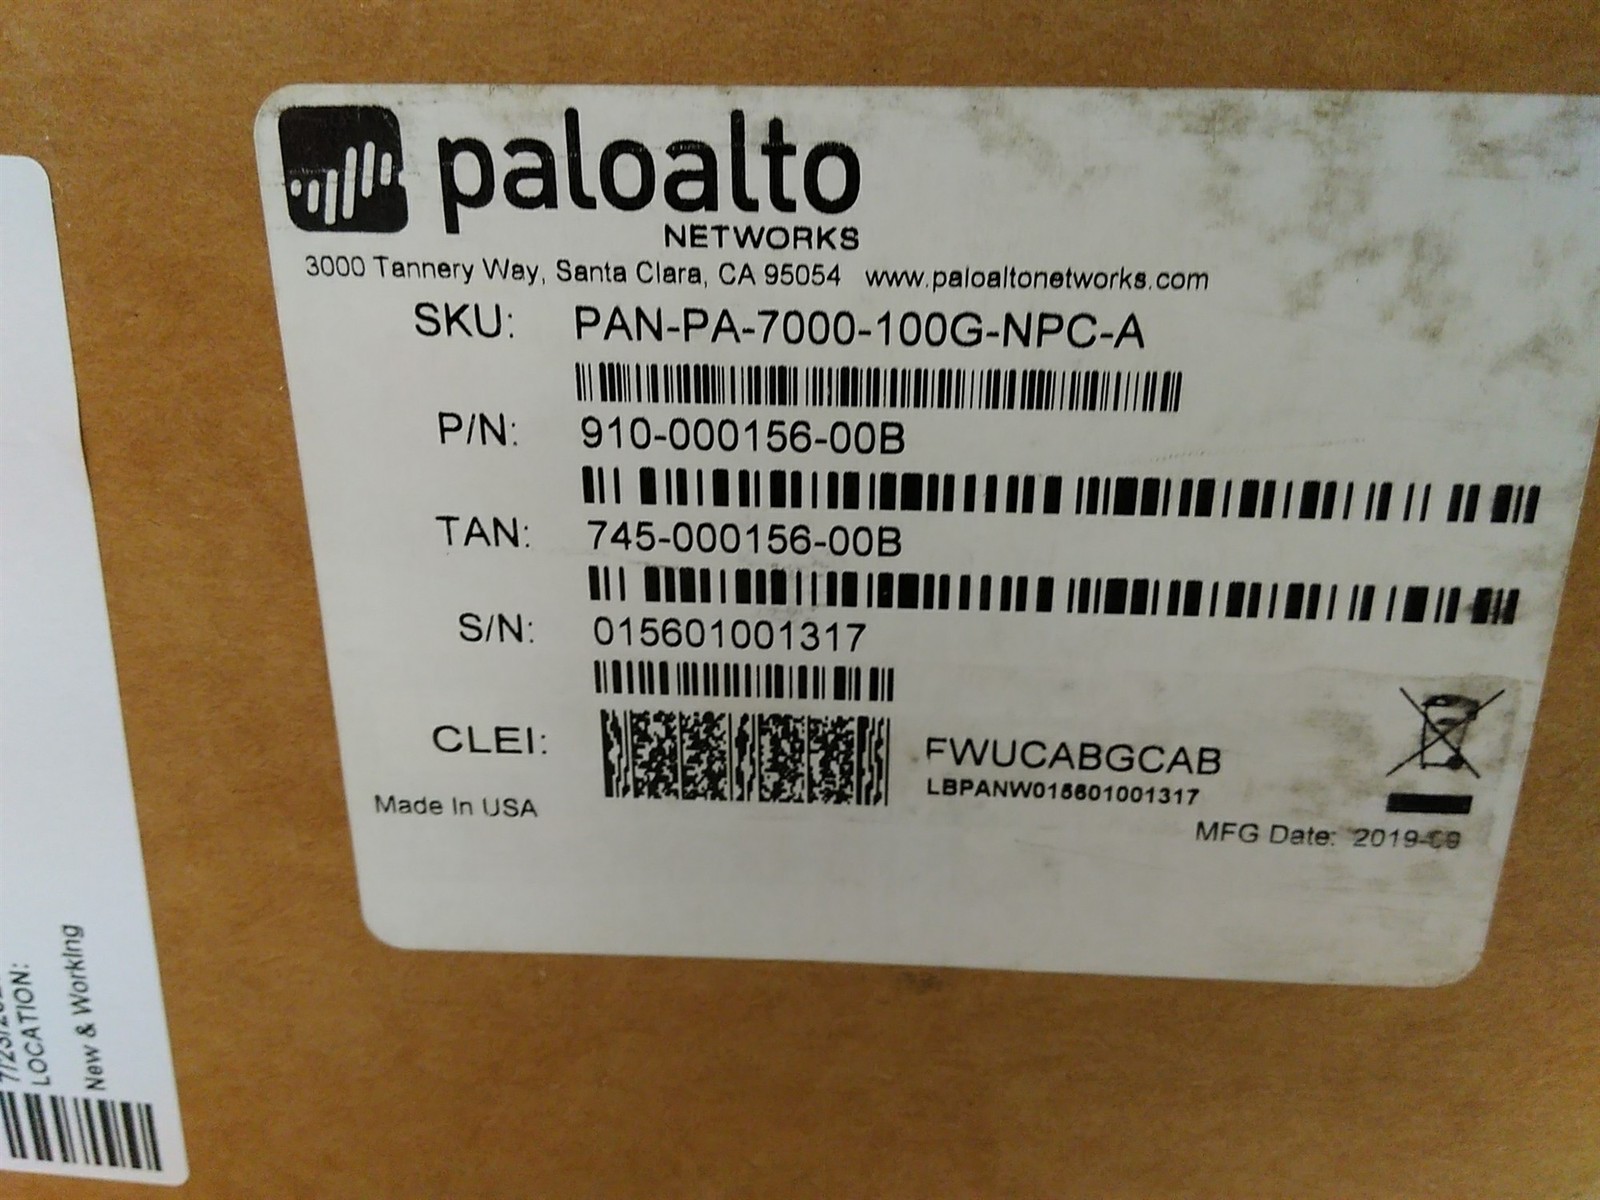 paloalto
NETWORKS
3000 Tannery Way, Santa Clara, CA 95054 www.paloaltonetworks.com
SKU: PAN-PA-7000-100G-NPC-A
P/N: 910-000156-00B
TAN: 745-000156-00B
S/N: 015601001317
CLEI: FWUCABGCAB
LBPANW015601001317
Made In USA
MFG Date:
LOCATION:
New & Working